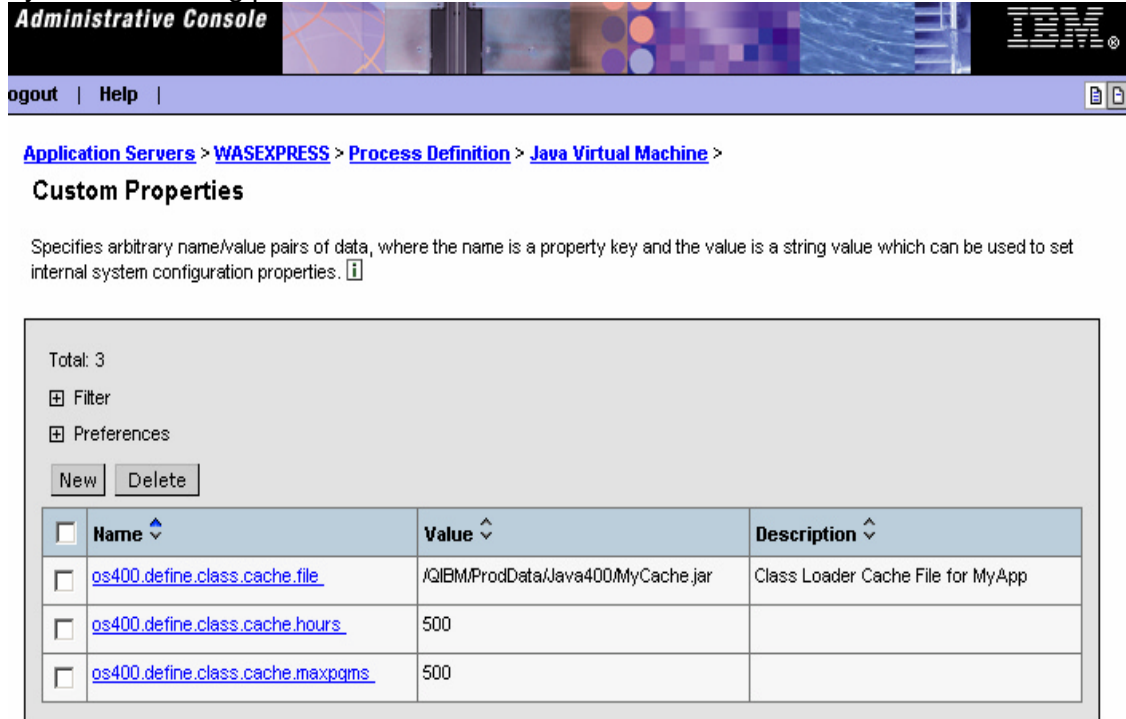 Administrative Console
IBM®
ogout | Help |
Application Servers > WASEXPRESS > Process Definition > Java Virtual Machine >
Custom Properties
Specifies arbitrary name/value pairs of data, where the name is a property key and the value is a string value which can be used to set
internal system configuration properties. i
Total: 3
Filter
Preferences
New Delete
Name Value Description
os400.define.class.cache.file /QIBM/ProdData/Java400/MyCache.jar Class Loader Cache File for MyApp
os400.define.class.cache.hours 500
os400.define.class.cache.maxpgms 500